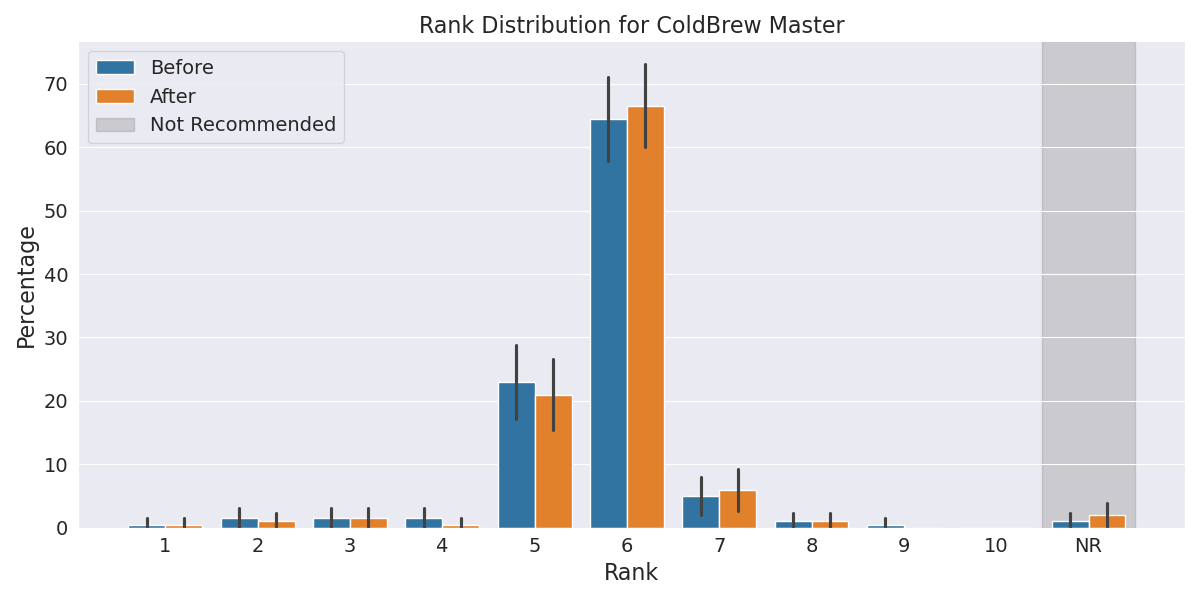 Rank Distribution for ColdBrew Master
Before
After
Not Recommended
70
60
50
40
30
20
10
0
Percentage
1 2 3 4 5 6 7 8 9 10 NR
Rank